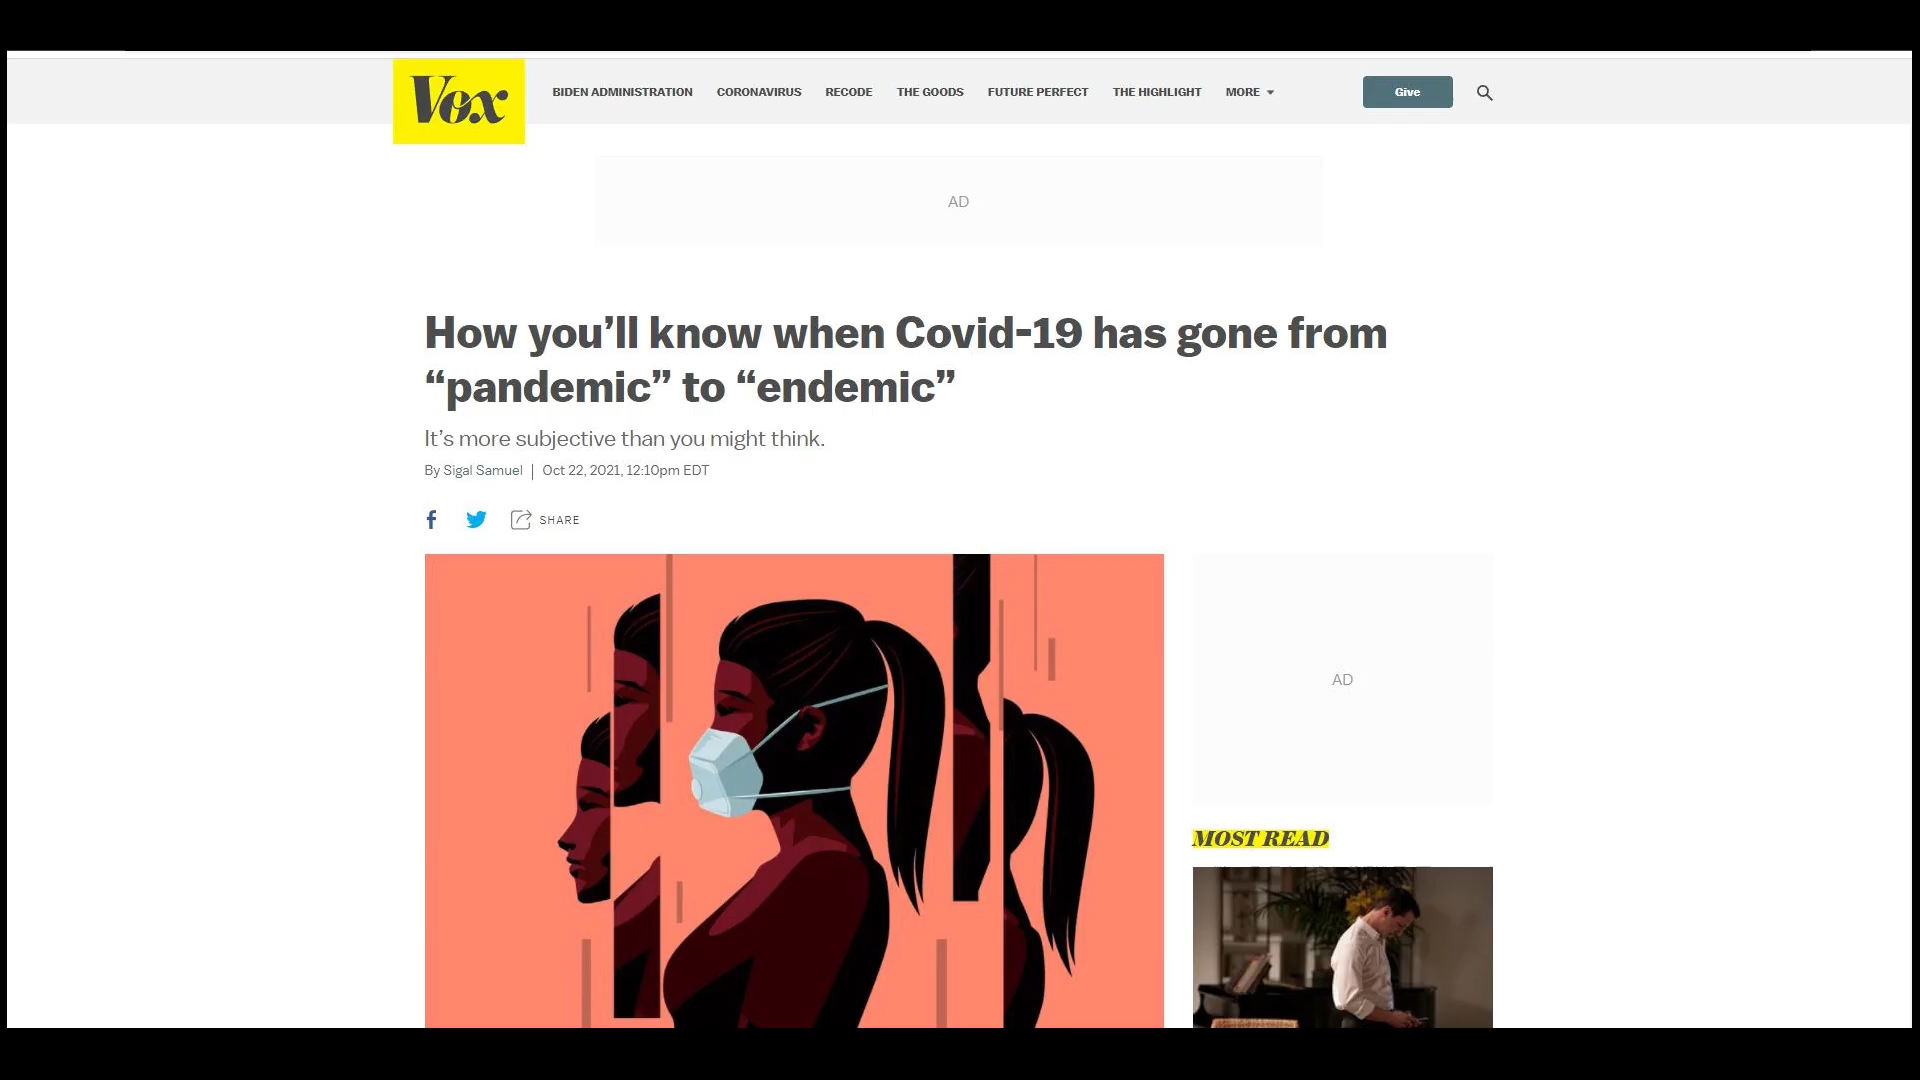 Vox
BIDEN ADMINISTRATION CORONAVIRUS RECODE THE GOODS FUTURE PERFECT THE HIGHLIGHT MORE Give
AD
How you’ll know when Covid-19 has gone from
“pandemic” to “endemic”
It’s more subjective than you might think.
By Sigal Samuel | Oct 22, 2021, 12:10pm EDT
SHARE
AD
MOST READ